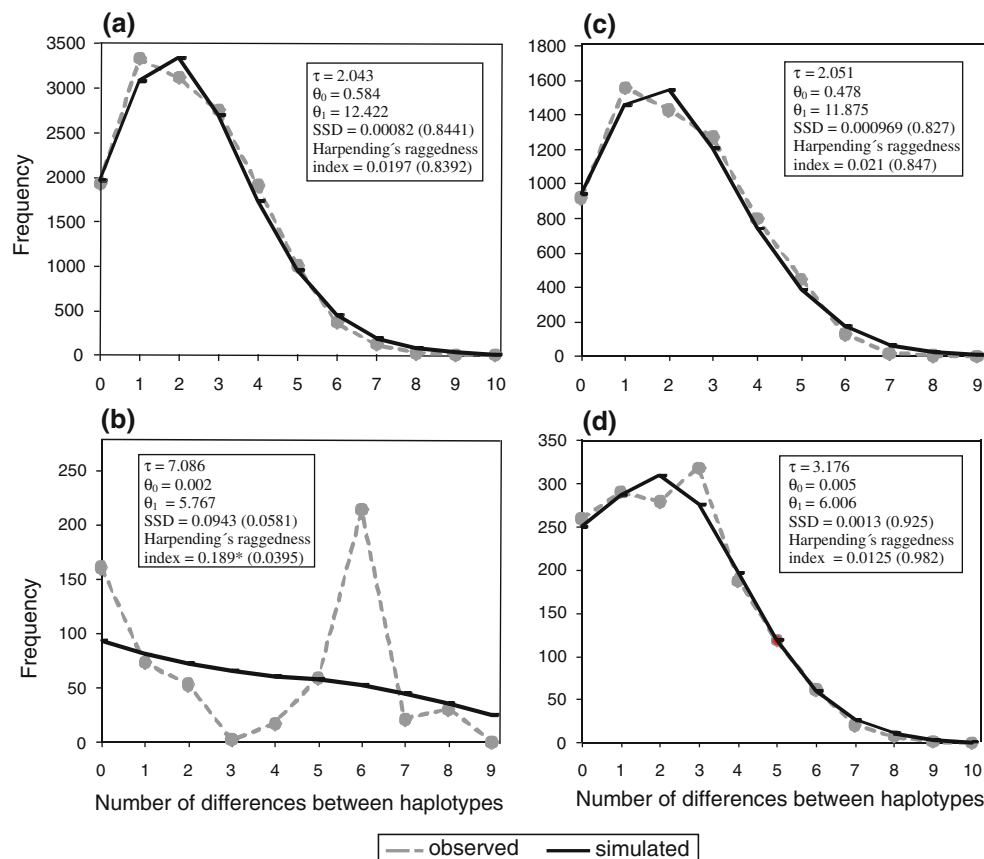 (a)
3500
3000
2500
2000
1500
1000
500
0
Frequency
τ = 2.043
θ0 = 0.584
θ1 = 12.422
SSD = 0.00082 (0.8441)
Harpending´s raggedness
index = 0.0197 (0.8392)
0 1 2 3 4 5 6 7 8 9 10
(c)
1800
1600
1400
1200
1000
800
600
400
200
0
τ = 2.051
θ0 = 0.478
θ1 = 11.875
SSD = 0.000969 (0.827)
Harpending´s raggedness
index = 0.021 (0.847)
0 1 2 3 4 5 6 7 8 9
(b)
250
200
150
100
50
0
Frequency
τ = 7.086
θ0 = 0.002
θ1 = 5.767
SSD = 0.0943 (0.0581)
Harpending´s raggedness
index = 0.189* (0.0395)
0 1 2 3 4 5 6 7 8 9
Number of differences between haplotypes
(d)
350
300
250
200
150
100
50
0
τ = 3.176
θ0 = 0.005
θ1 = 6.006
SSD = 0.0013 (0.925)
Harpending´s raggedness
index = 0.0125 (0.982)
0 1 2 3 4 5 6 7 8 9 10
Number of differences between haplotypes
observed simulated